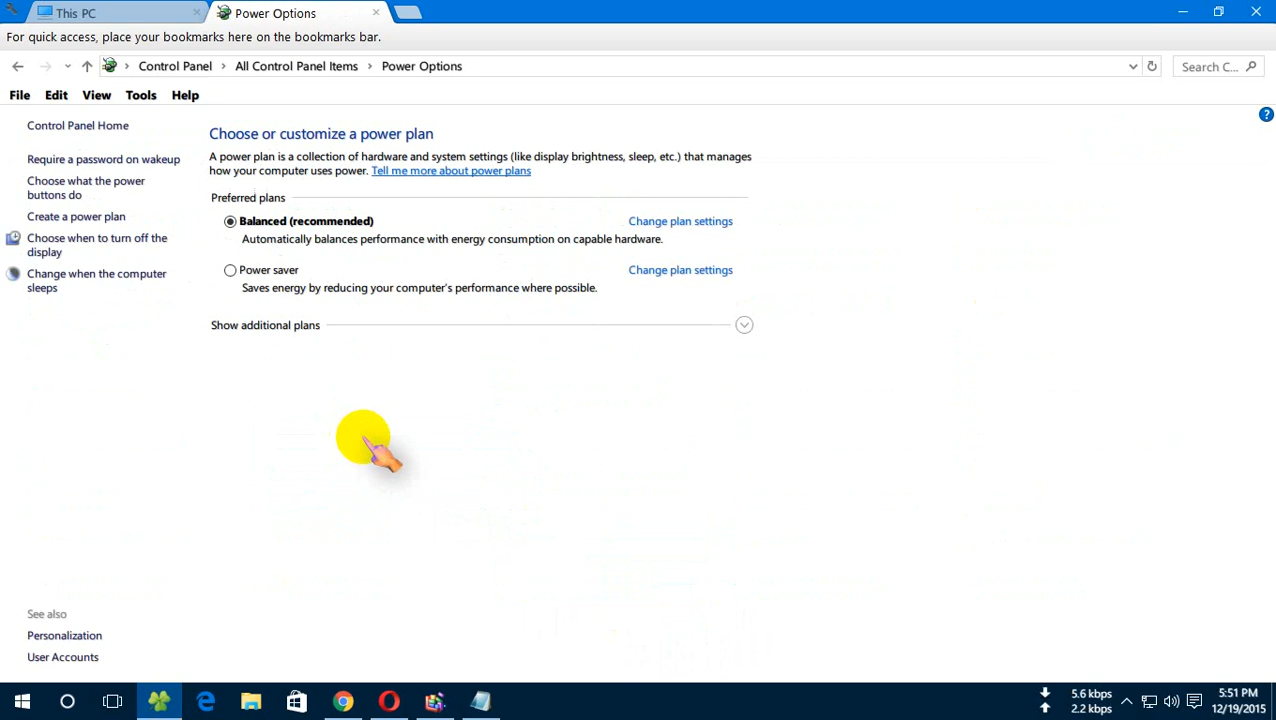 This PC
Power Options
For quick access, place your bookmarks here on the bookmarks bar.
Control Panel > All Control Panel Items > Power Options
Search C...
File Edit View Tools Help
Control Panel Home
Require a password on wakeup
Choose what the power
buttons do
Create a power plan
Choose when to turn off the
display
Change when the computer
sleeps
Choose or customize a power plan
A power plan is a collection of hardware and system settings (like display brightness, sleep, etc.) that manages
how your computer uses power. Tell me more about power plans
Preferred plans
Balanced (recommended) Change plan settings
Automatically balances performance with energy consumption on capable hardware.
Power saver Change plan settings
Saves energy by reducing your computer's performance where possible.
Show additional plans
See also
Personalization
User Accounts
5.6 kbps
2.2 kbps
5:51 PM
12/19/2015